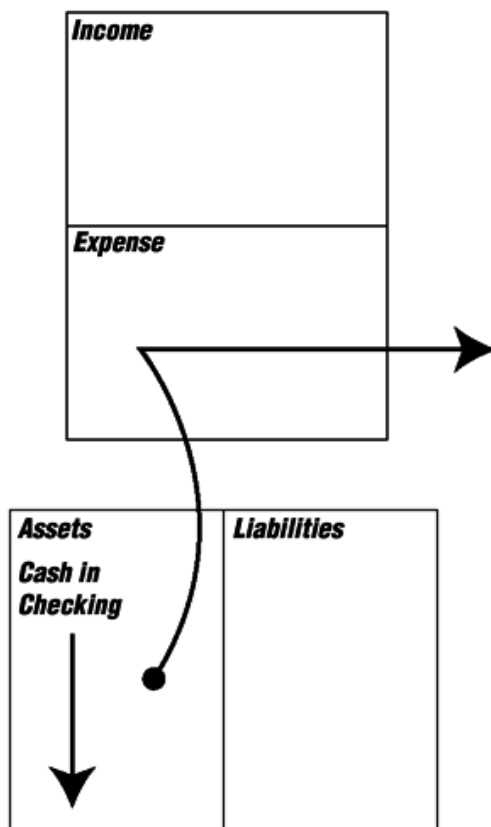 Income
Expense
Assets
Liabilities
Cash in
Checking